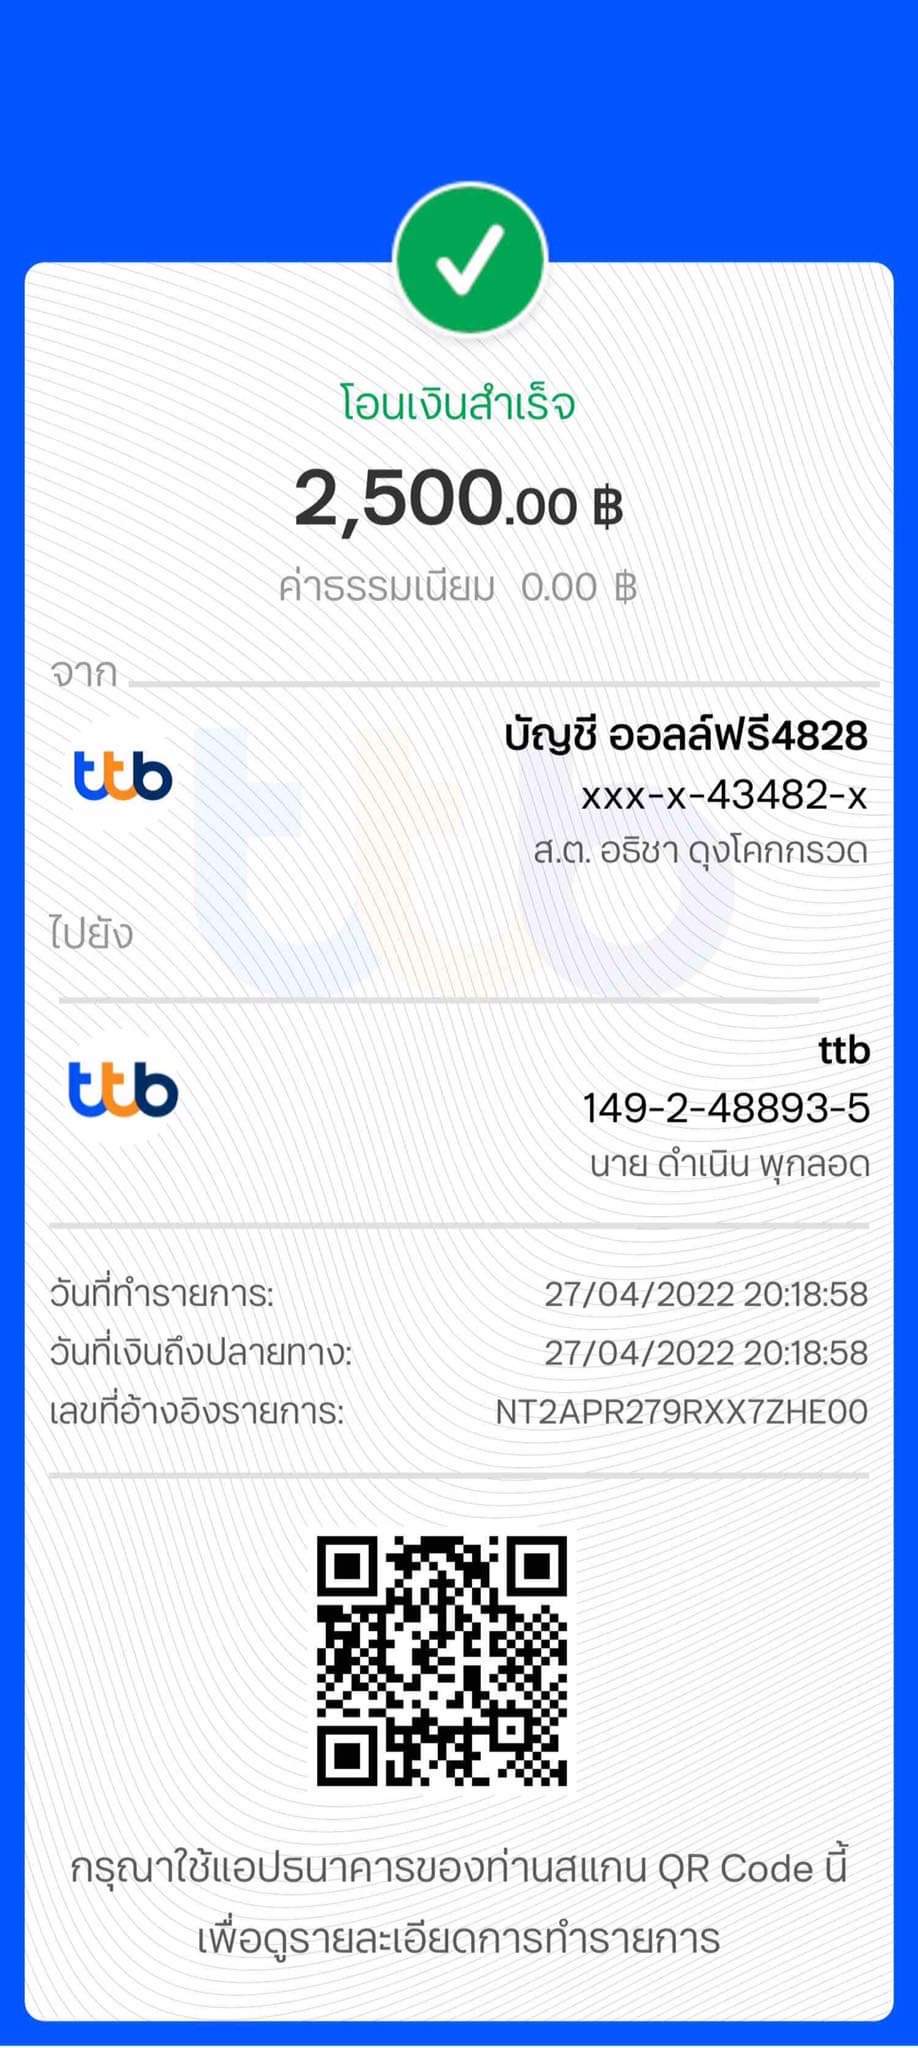 โอนเงินสำเร็จ
2,500.00 ฿
ค่าธรรมเนียม 0.00 ฿
จาก
ttb
บัญชี ออลล์ฟรี4828
xxx-x-43482-x
ส.ต. อธิชา ดุงโคกกรวด
ไปยัง
ttb
ttb
149-2-48893-5
นาย ดำเนิน พุกลอด
วันที่ทำรายการ: 27/04/2022 20:18:58
วันที่เงินถึงปลายทาง: 27/04/2022 20:18:58
เลขที่อ้างอิงรายการ: NT2APR279RXX7ZHE00
กรุณาใช้แอปธนาคารของท่านสแกน QR Code นี้
เพื่อดูรายละเอียดการทำรายการ